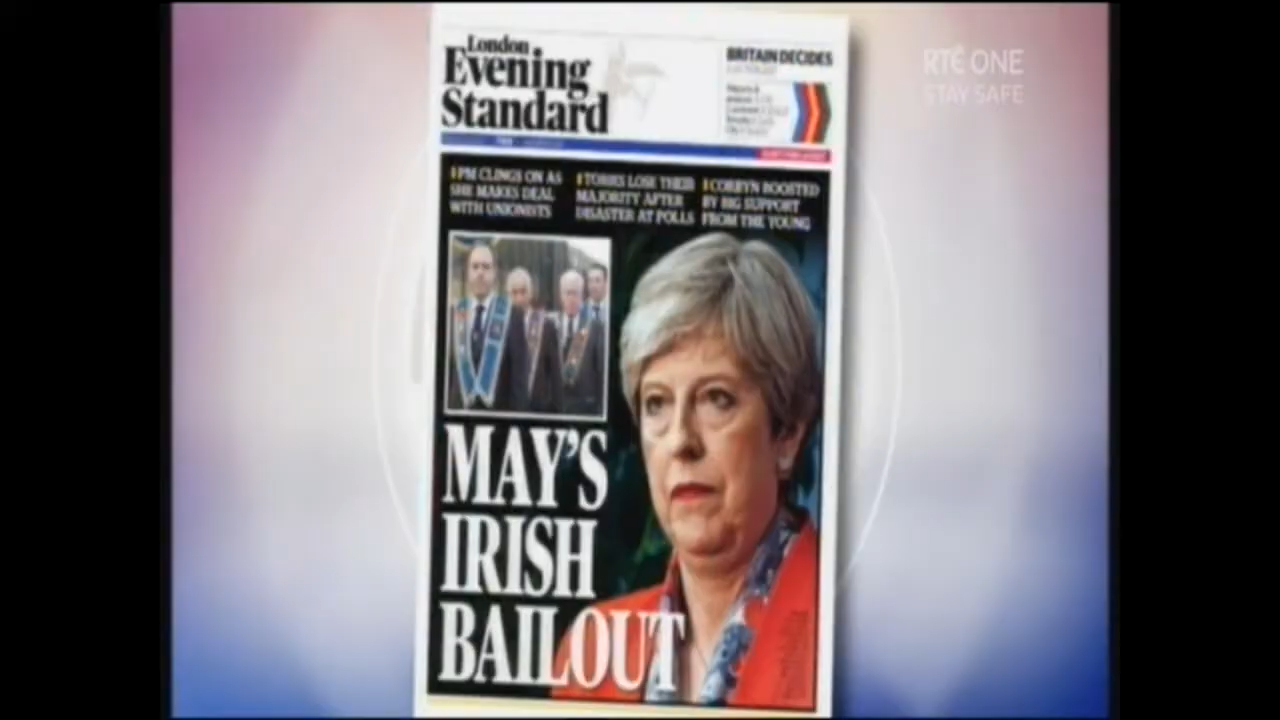 London
Evening
Standard
BRITAIN DECIDES
RTÉ ONE
STAY SAFE
PM CLINGS ON AS
SHE MAKES DEAL
WITH UNIONISTS
TORIES LOSE THEIR
MAJORITY AFTER
DISASTER AT POLLS
CORBYN BOOSTED
BY BIG SUPPORT
FROM THE YOUNG
MAY'S
IRISH
BAILOUT